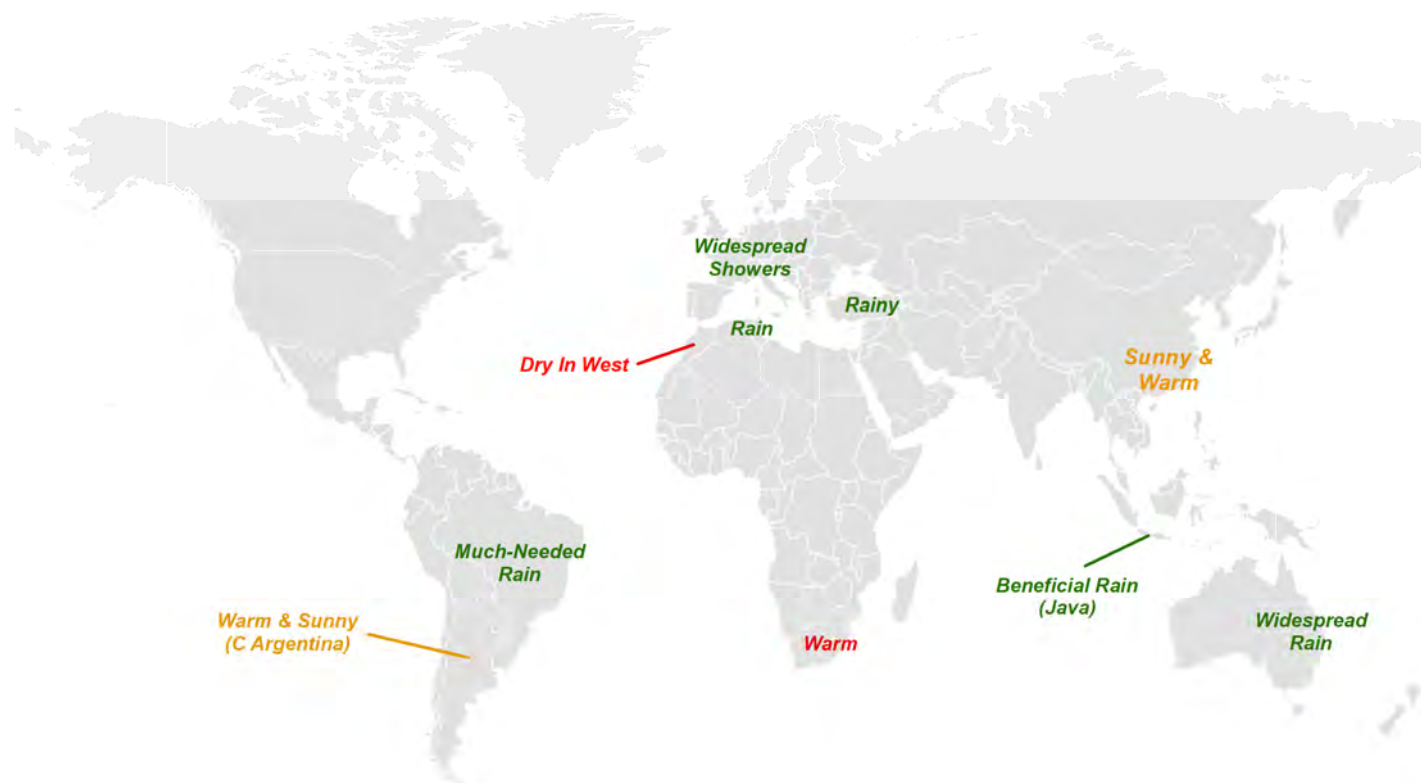 Widespread
Showers
Rainy
Rain
Dry In West
Sunny &
Warm
Much-Needed
Rain
Beneficial Rain
(Java)
Warm & Sunny
(C Argentina)
Widespread
Rain
Warm